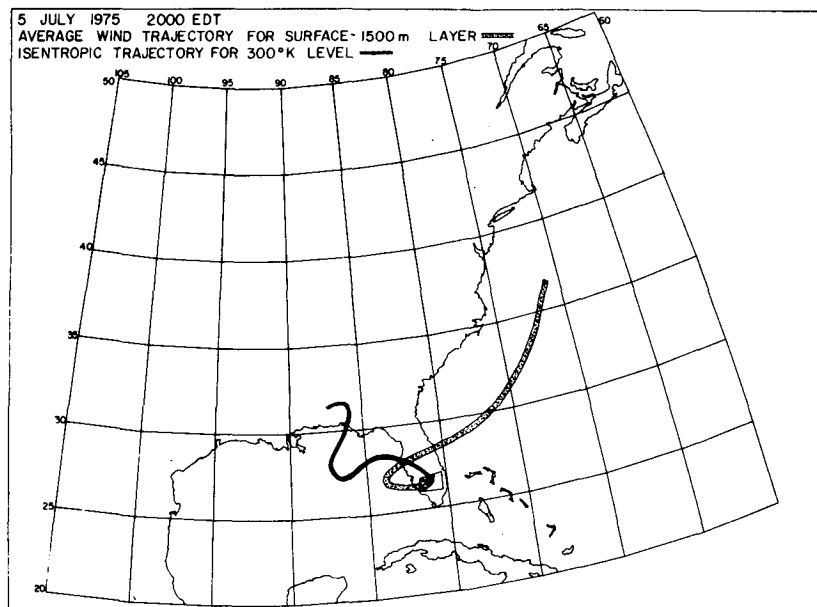 5 JULY 1975 2000 EDT
AVERAGE WIND TRAJECTORY FOR SURFACE-1500m LAYER
ISENTROPIC TRAJECTORY FOR 300°K LEVEL
105 100 95 90 85 80 75 70 65 60
50
45
40
35
30
25
20